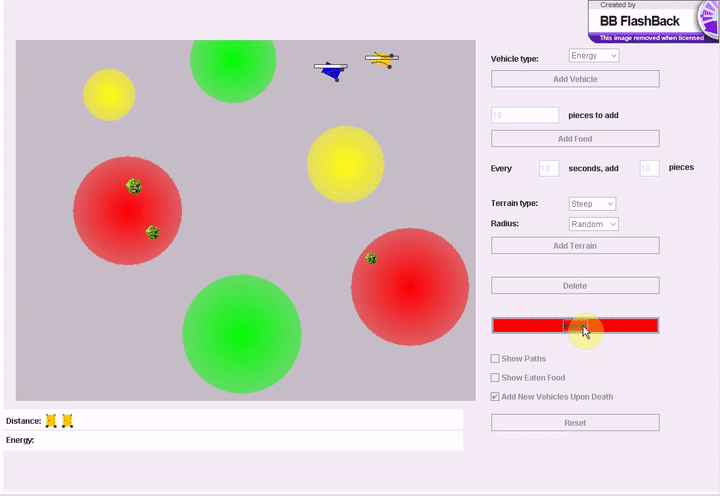 Created by
BB FlashBack
This image removed when licensed
Vehicle type: Energy
Add Vehicle
10 pieces to add
Add Food
Every 10 seconds, add 10 pieces
Terrain type: Steep
Radius: Random
Add Terrain
Delete
Show Paths
Show Eaten Food
Add New Vehicles Upon Death
Distance:
Energy:
Reset